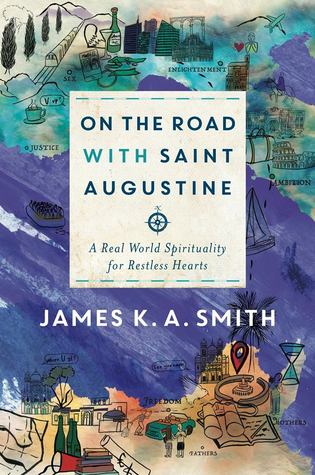 SEX
ENLIGHTENMENT
JUSTICE
AMBITION
ON THE ROAD
WITH SAINT
AUGUSTINE
A Real World Spirituality
for Restless Hearts
JAMES K. A. SMITH
Where U @?
FREEDOM
MOTHERS
FATHERS